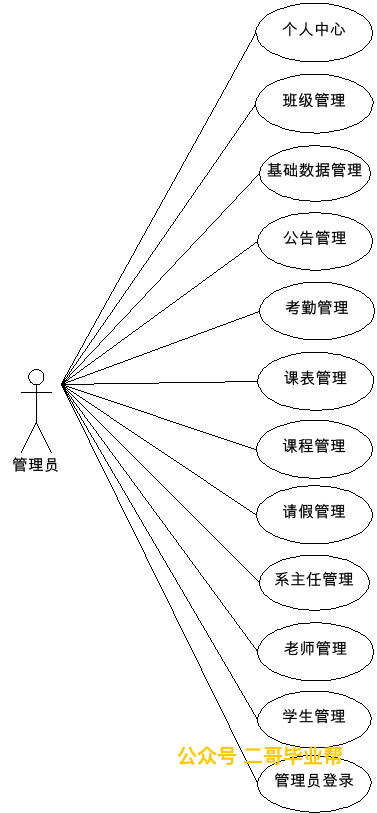 个人中心
班级管理
基础数据管理
公告管理
考勤管理
课表管理
管理员
课程管理
请假管理
系主任管理
老师管理
学生管理
公众号 二哥毕业帮
管理员登录